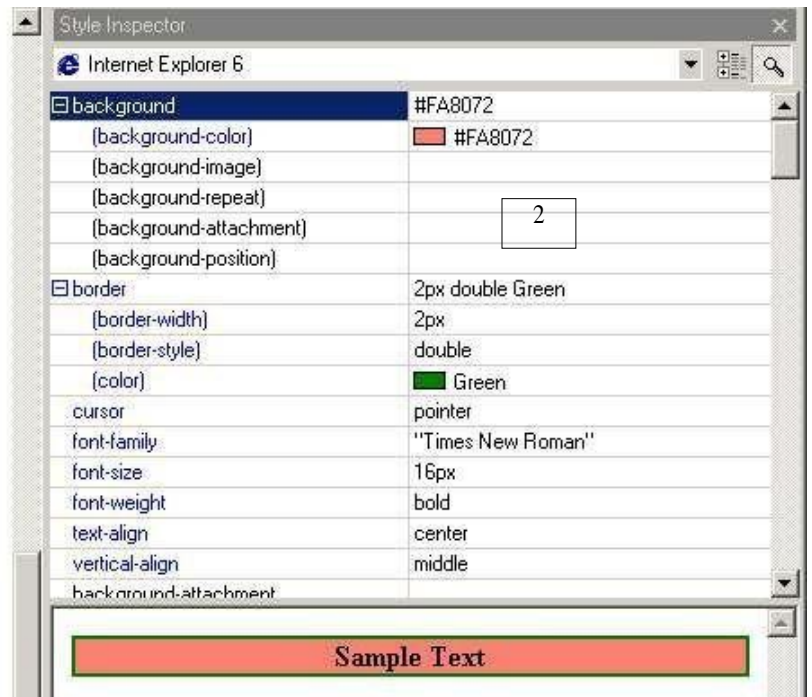 Style Inspector
Internet Explorer 6
background #FA8072
(background-color) #FA8072
(background-image)
(background-repeat)
(background-attachment)
2
(background-position)
border 2px double Green
(border-width) 2px
(border-style) double
(color) Green
cursor pointer
font-family "Times New Roman"
font-size 16px
font-weight bold
text-align center
vertical-align middle
background-attachment
Sample Text